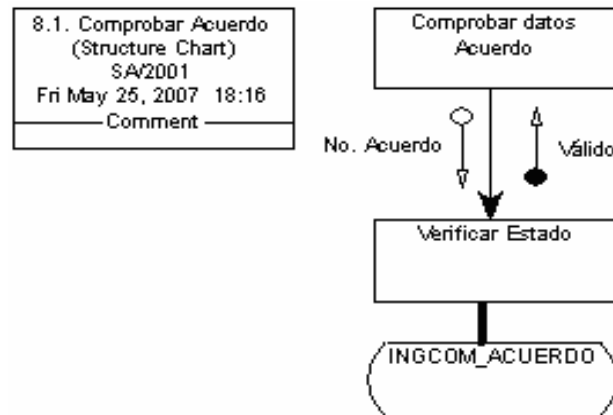 8.1. Comprobar Acuerdo
(Structure Chart)
SA/2001
Fri May 25, 2007 18:16
Comment
Comprobar datos
Acuerdo
No. Acuerdo
Válido
Verificar Estado
INGCOM_ACUERDO